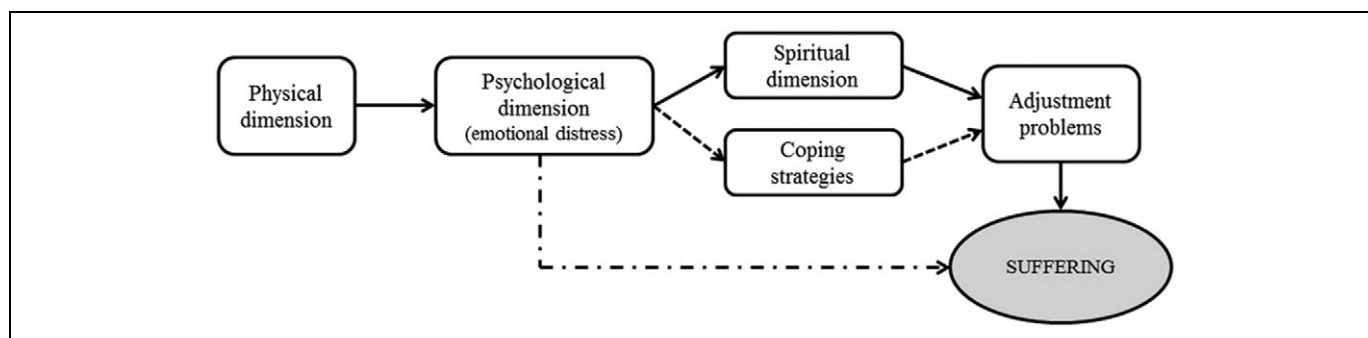 Physical
dimension
Psychological
dimension
(emotional distress)
Spiritual
dimension
Coping
strategies
Adjustment
problems
SUFFERING